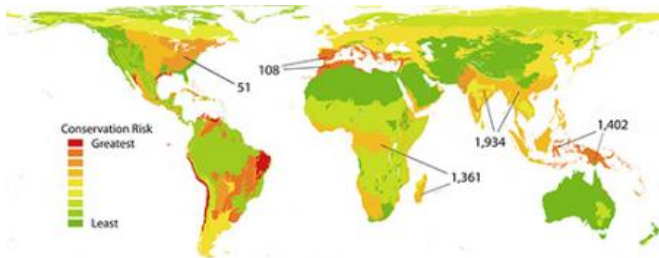 51
108
Conservation Risk
Greatest
Least
1,934
1,402
1,361